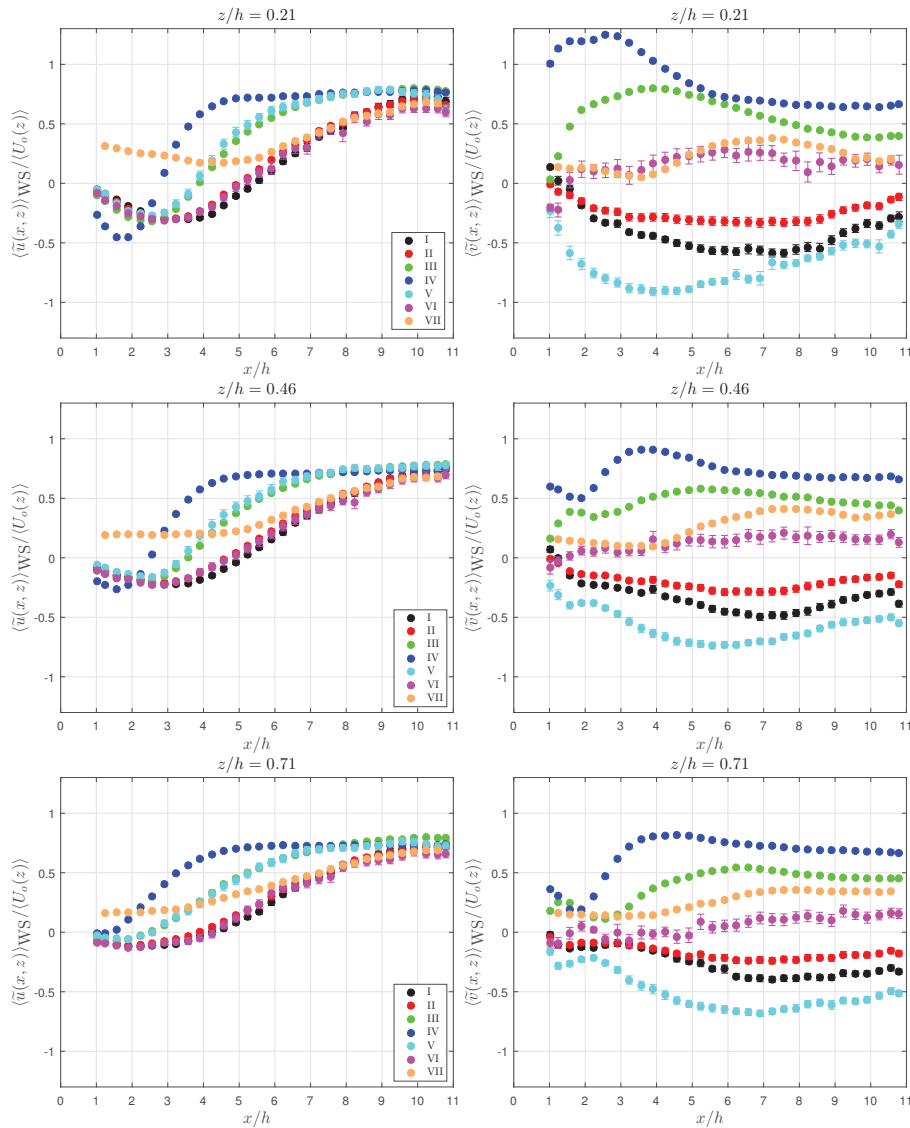 z/h = 0.21
z/h = 0.21
1
0.5
0
-0.5
-1
⟨ũ(x, z)⟩WS/⟨Uo(z)⟩
I
II
III
IV
V
VI
VII
0 1 2 3 4 5 6 7 8 9 10 11
x/h
1
0.5
0
-0.5
-1
⟨ṽ(x, z)⟩WS/⟨Uo(z)⟩
0 1 2 3 4 5 6 7 8 9 10 11
x/h
z/h = 0.46
z/h = 0.46
1
0.5
0
-0.5
-1
⟨ũ(x, z)⟩WS/⟨Uo(z)⟩
I
II
III
IV
V
VI
VII
0 1 2 3 4 5 6 7 8 9 10 11
x/h
1
0.5
0
-0.5
-1
⟨ṽ(x, z)⟩WS/⟨Uo(z)⟩
0 1 2 3 4 5 6 7 8 9 10 11
x/h
z/h = 0.71
z/h = 0.71
1
0.5
0
-0.5
-1
⟨ũ(x, z)⟩WS/⟨Uo(z)⟩
I
II
III
IV
V
VI
VII
0 1 2 3 4 5 6 7 8 9 10 11
x/h
1
0.5
0
-0.5
-1
⟨ṽ(x, z)⟩WS/⟨Uo(z)⟩
0 1 2 3 4 5 6 7 8 9 10 11
x/h